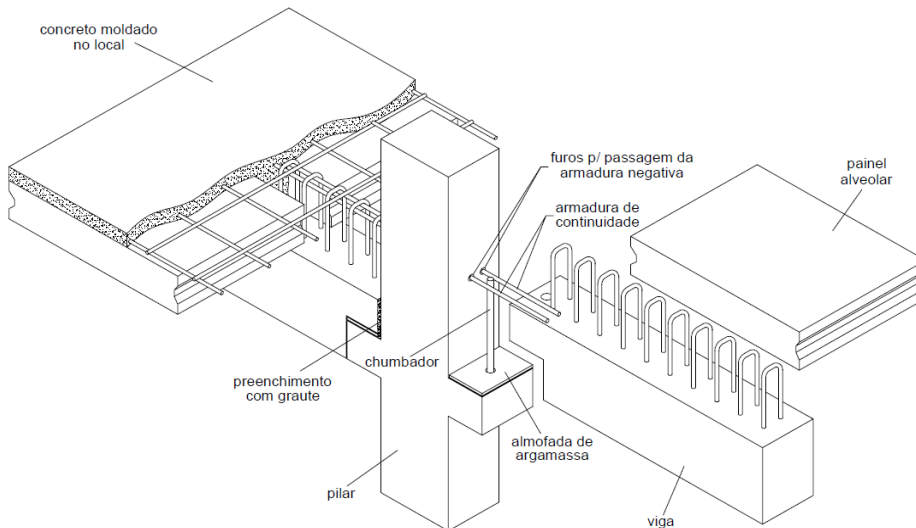 concreto moldado
no local
furos p/ passagem da
armadura negativa
painel
alveolar
armadura de
continuidade
chumbador
preenchimento
com graute
almofada de
argamassa
pilar
viga